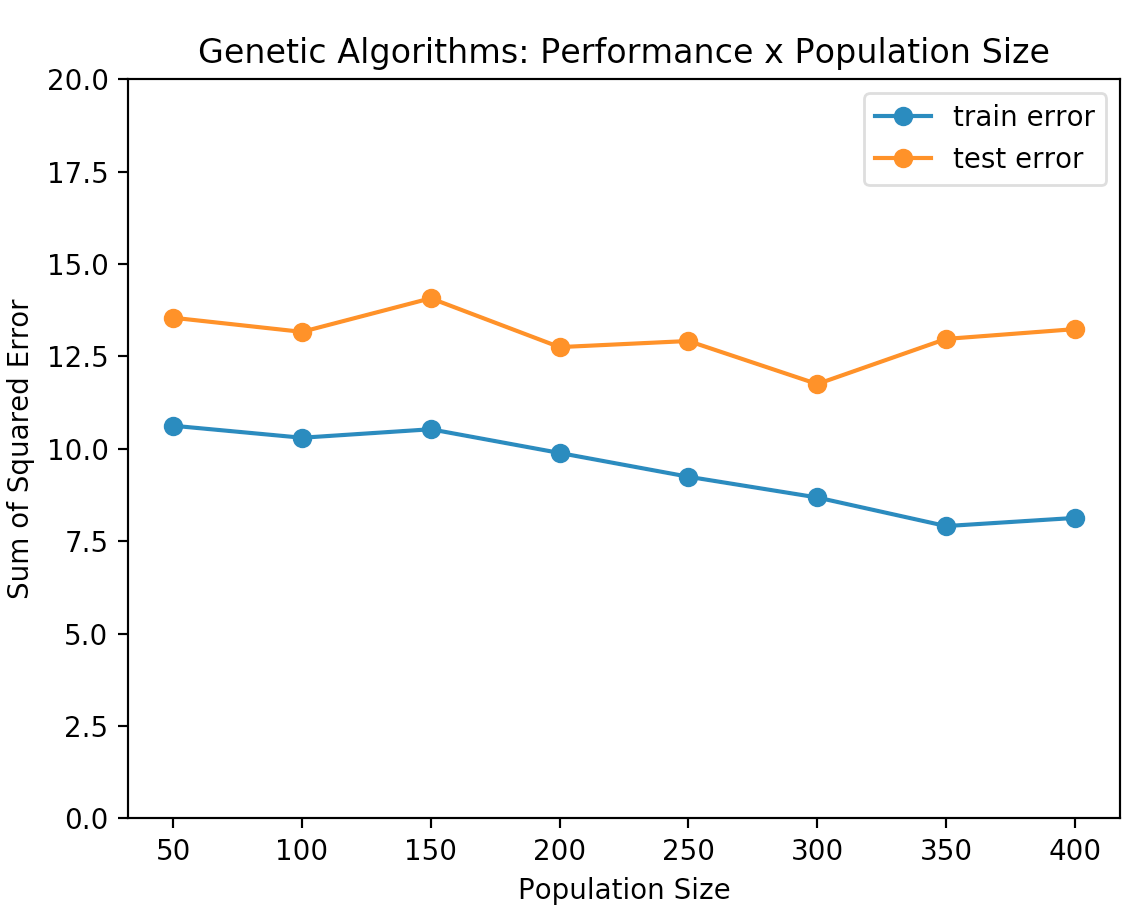 Genetic Algorithms: Performance x Population Size
20.0
17.5
15.0
12.5
10.0
7.5
5.0
2.5
0.0
Sum of Squared Error
train error
test error
50 100 150 200 250 300 350 400
Population Size